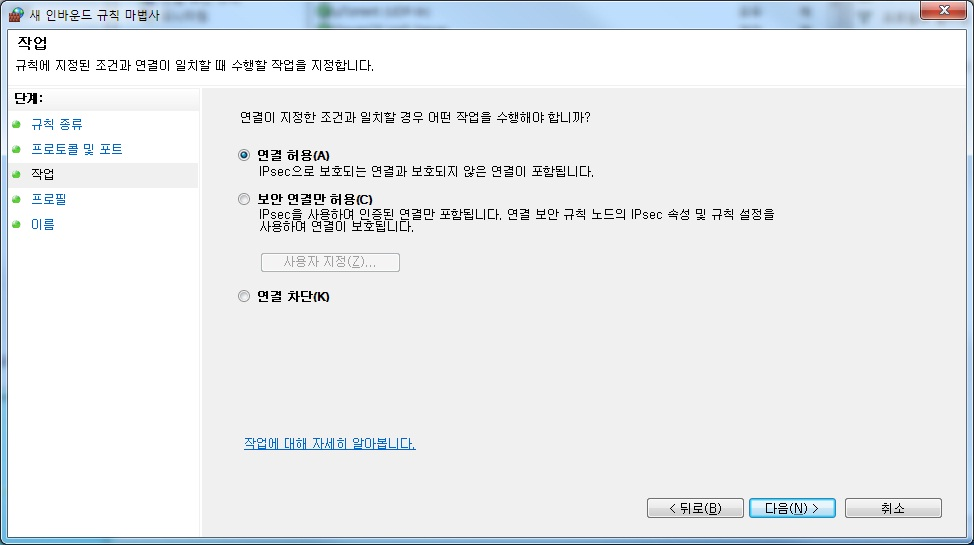 새 인바운드 규칙 마법사
작업
규칙에 지정된 조건과 연결이 일치할 때 수행할 작업을 지정합니다.
단계:
규칙 종류
프로토콜 및 포트
작업
프로필
이름
연결이 지정한 조건과 일치할 경우 어떤 작업을 수행해야 합니까?
연결 허용(A)
IPsec으로 보호되는 연결과 보호되지 않은 연결이 포함됩니다.
보안 연결만 허용(C)
IPsec을 사용하여 인증된 연결만 포함됩니다. 연결 보안 규칙 노드의 IPsec 속성 및 규칙 설정을
사용하여 연결이 보호됩니다.
사용자 지정(Z)...
연결 차단(K)
작업에 대해 자세히 알아봅니다.
< 뒤로(B)
다음(N) >
취소